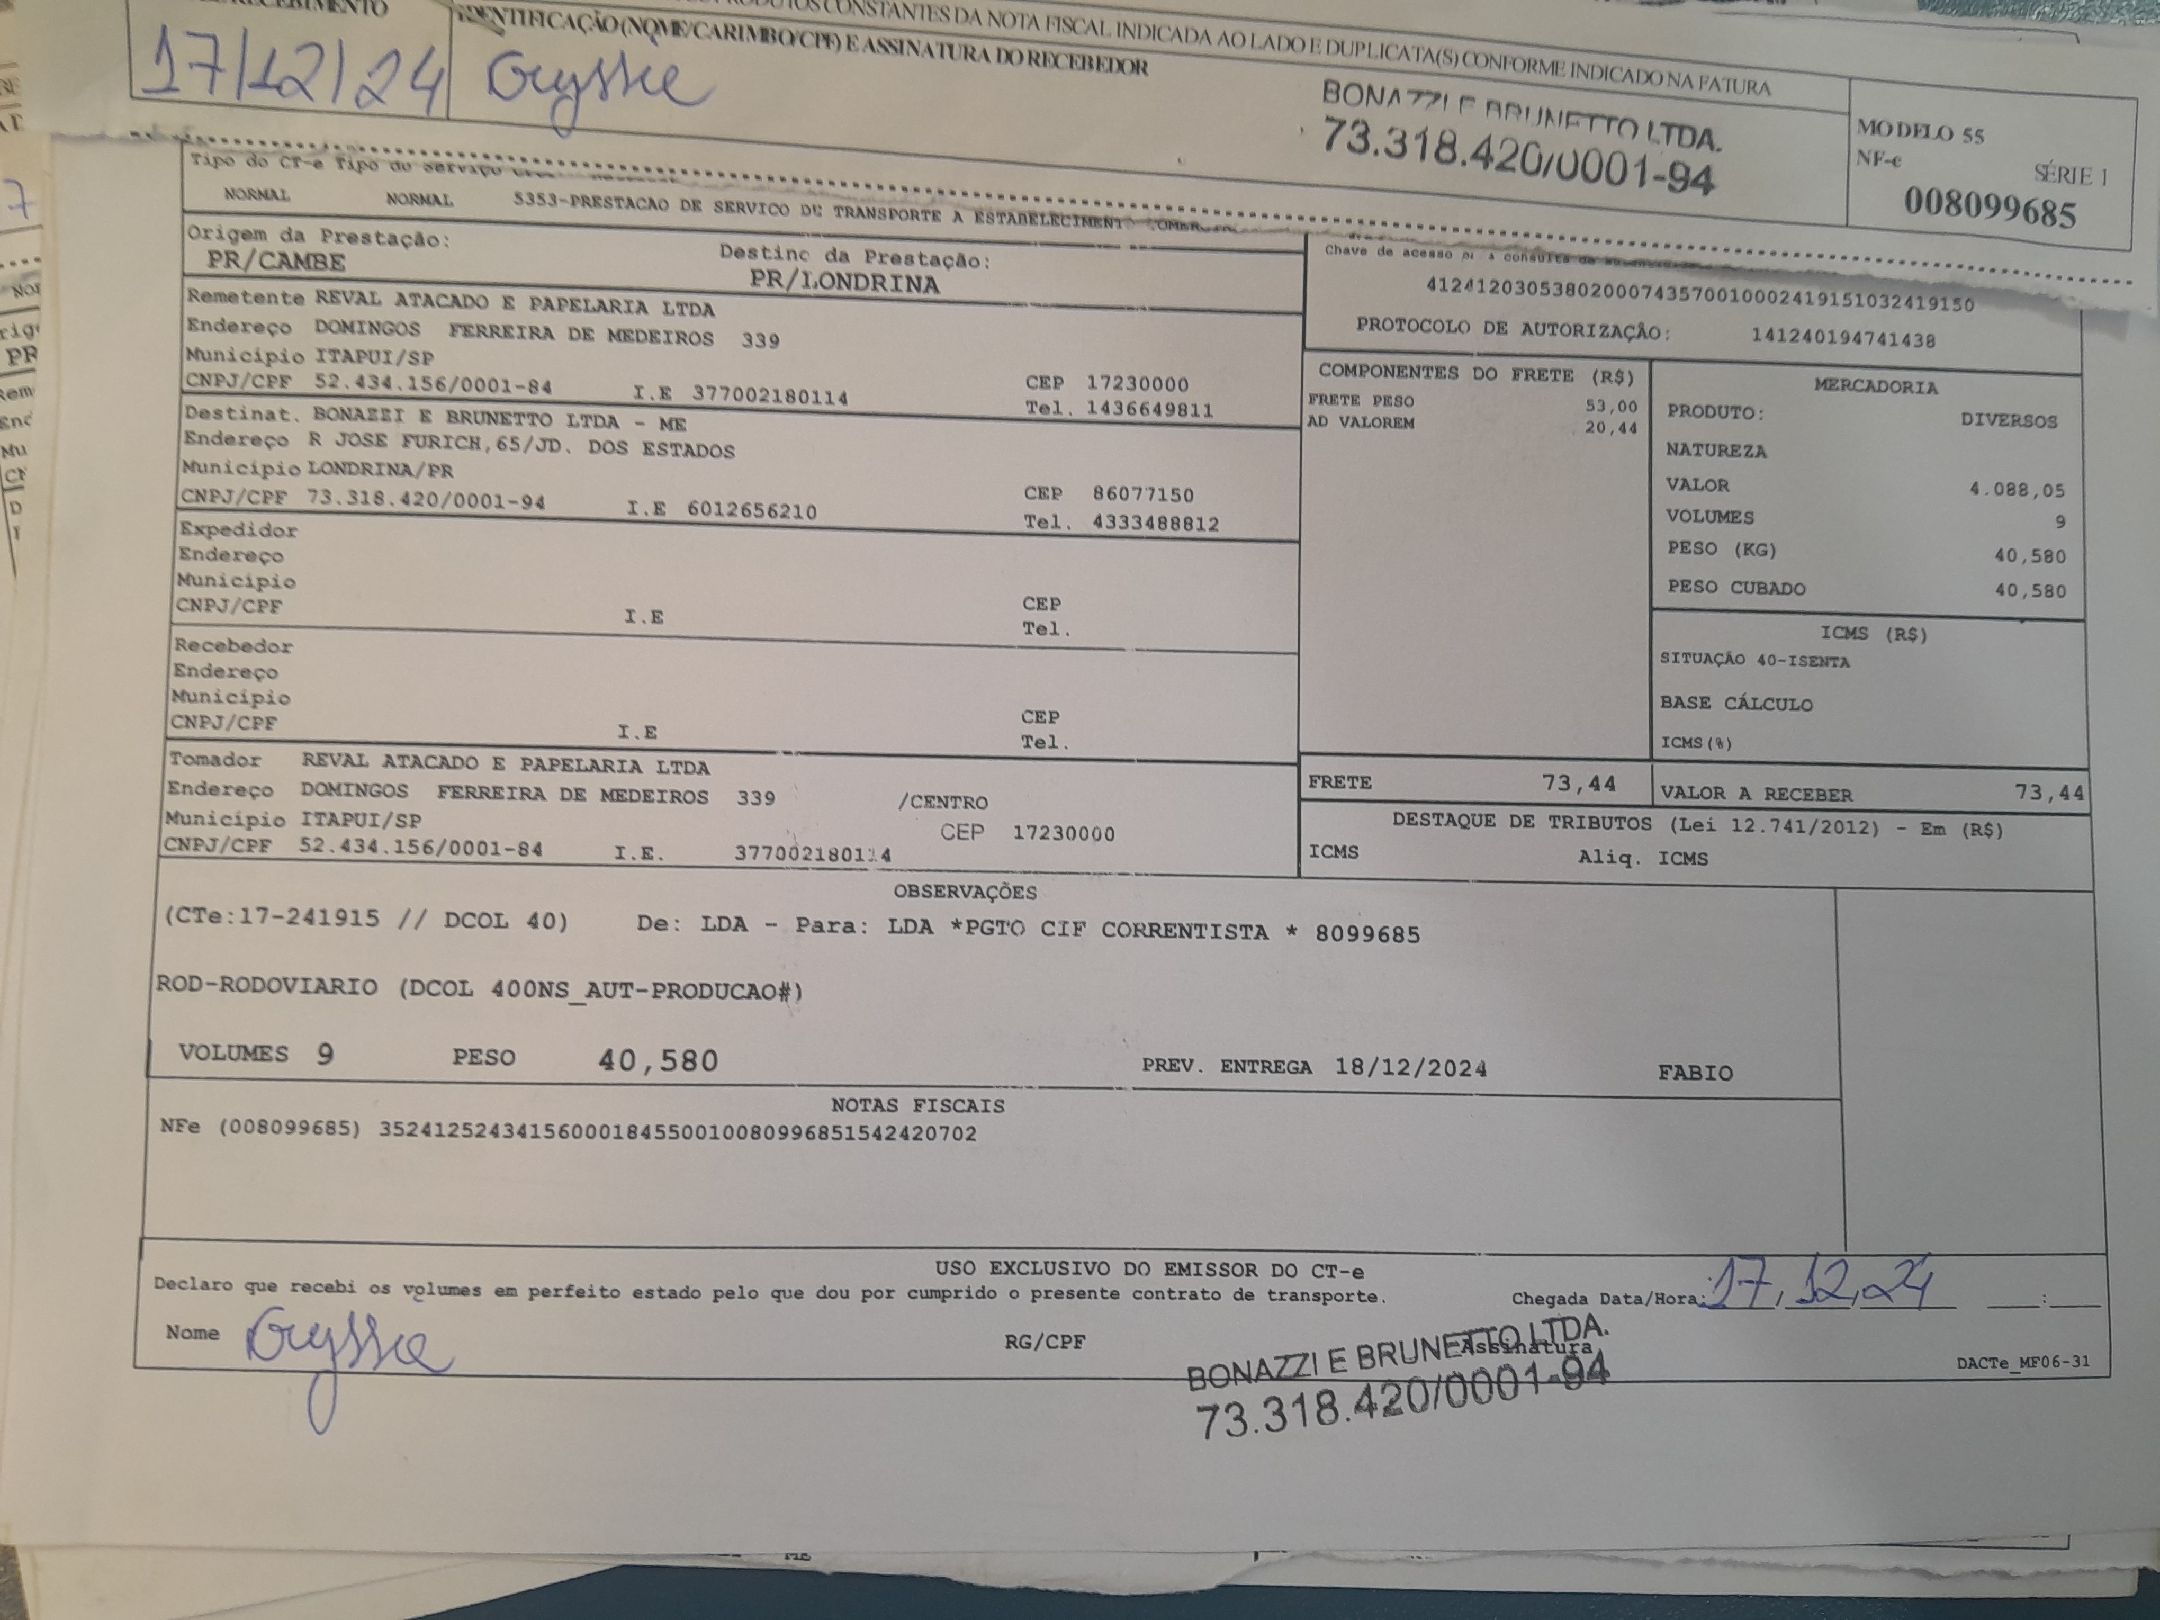 RECEBIMENTO
PRODUTOS CONSTANTES DA NOTA FISCAL INDICADA AO LADO E DUPLICATA(S) CONFORME INDICADO NA FATURA
IDENTIFICAÇÃO (NOME/CARIMBO/CPF) E ASSINATURA DO RECEBEDOR
17/12/24
BONAZZI E BRUNETTO LTDA.
73.318.420/0001-94
MODELO 55
NF-e
SÉRIE 1
008099685
Tipo do CT-e Tipo do Serviço
NORMAL NORMAL 5353-PRESTACAO DE SERVICO DE TRANSPORTE A ESTABELECIMENT
Origem da Prestação: Destino da Prestação:
PR/CAMBE PR/LONDRINA
Chave de acesso
41241203053802000743570010002419151032419150
PROTOCOLO DE AUTORIZAÇÃO: 141240194741438
Remetente REVAL ATACADO E PAPELARIA LTDA
Endereço DOMINGOS FERREIRA DE MEDEIROS 339
Município ITAPUI/SP
CNPJ/CPF 52.434.156/0001-84 I.E 377002180114 CEP 17230000
Tel. 1436649811
Destinat. BONAZZI E BRUNETTO LTDA - ME
Endereço R JOSE FURICH,65/JD. DOS ESTADOS
Município LONDRINA/PR
CNPJ/CPF 73.318.420/0001-94 I.E 6012656210 CEP 86077150
Tel. 4333488812
Expedidor
Endereço
Município
CNPJ/CPF I.E CEP
Tel.
Recebedor
Endereço
Município
CNPJ/CPF I.E CEP
Tel.
Tomador REVAL ATACADO E PAPELARIA LTDA
Endereço DOMINGOS FERREIRA DE MEDEIROS 339 /CENTRO
Município ITAPUI/SP CEP 17230000
CNPJ/CPF 52.434.156/0001-84 I.E. 377002180114
COMPONENTES DO FRETE (R$)
FRETE PESO 53,00
AD VALOREM 20,44
MERCADORIA
PRODUTO: DIVERSOS
NATUREZA
VALOR 4.088,05
VOLUMES 9
PESO (KG) 40,580
PESO CUBADO 40,580
ICMS (R$)
SITUAÇÃO 40-ISENTA
BASE CÁLCULO
ICMS(%)
FRETE 73,44 VALOR A RECEBER 73,44
DESTAQUE DE TRIBUTOS (Lei 12.741/2012) - Em (R$)
ICMS Aliq. ICMS
OBSERVAÇÕES
(CTe:17-241915 // DCOL 40) De: LDA - Para: LDA *PGTO CIF CORRENTISTA * 8099685
ROD-RODOVIARIO (DCOL 400NS_AUT-PRODUCAO#)
VOLUMES 9 PESO 40,580 PREV. ENTREGA 18/12/2024 FABIO
NOTAS FISCAIS
NFe (008099685) 35241252434156000184550010080996851542420702
USO EXCLUSIVO DO EMISSOR DO CT-e
Declaro que recebi os volumes em perfeito estado pelo que dou por cumprido o presente contrato de transporte. Chegada Data/Hora: 17,12,24 :
Nome RG/CPF Assinatura
BONAZZI E BRUNETTO LTDA.
73.318.420/0001-94
DACTe_MF06-31